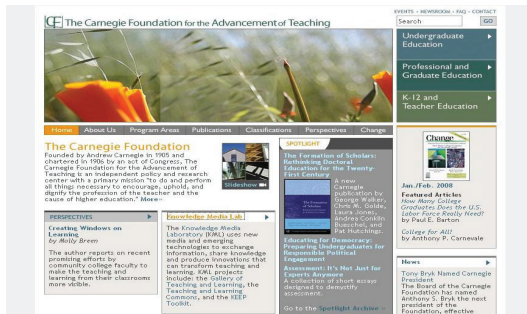 EVENTS • NEWSROOM • FAQ • CONTACT
The Carnegie Foundation for the Advancement of Teaching
Search GO
Undergraduate
Education
Professional and
Graduate Education
K-12 and
Teacher Education
Home About Us Program Areas Publications Classifications Perspectives Change
The Carnegie Foundation
Founded by Andrew Carnegie in 1905 and
chartered in 1906 by an act of Congress, The
Carnegie Foundation for the Advancement of
Teaching is an independent policy and research
center with a primary mission "to do and perform
all things necessary to encourage, uphold, and
dignify the profession of the teacher and the
cause of higher education." More»
Slideshow
PERSPECTIVES
Creating Windows on
Learning
by Molly Breen
The author reports on recent
promising efforts by
community college faculty to
make the teaching and
learning from their classrooms
more visible.
Knowledge Media Lab
The Knowledge Media
Laboratory (KML) uses new
media and emerging
technologies to exchange
information, share knowledge
and produce innovations that
can transform teaching and
learning. KML projects
include: the Gallery of
Teaching and Learning, the
Teaching and Learning
Commons, and the KEEP
Toolkit.
SPOTLIGHT
The Formation of Scholars:
Rethinking Doctoral
Education for the Twenty-
First Century
A new
Carnegie
publication by
George Walker,
Chris M. Golde,
Laura Jones,
Andrea Conklin
Bueschel, and
Pat Hutchings.
Educating for Democracy:
Preparing Undergraduates for
Responsible Political
Engagement
Assessment: It's Not Just for
Experts Anymore
A collection of short essays
designed to demystify
assessment.
Go to the Spotlight Archive »
Change
Jan./Feb. 2008
Featured Articles
How Many College
Graduates Does the U.S.
Labor Force Really Need?
by Paul E. Barton
College for All?
by Anthony P. Carnevale
News
Tony Bryk Named Carnegie
President
The Board of the Carnegie
Foundation has named
Anthony S. Bryk the next
president of the
Foundation, effective